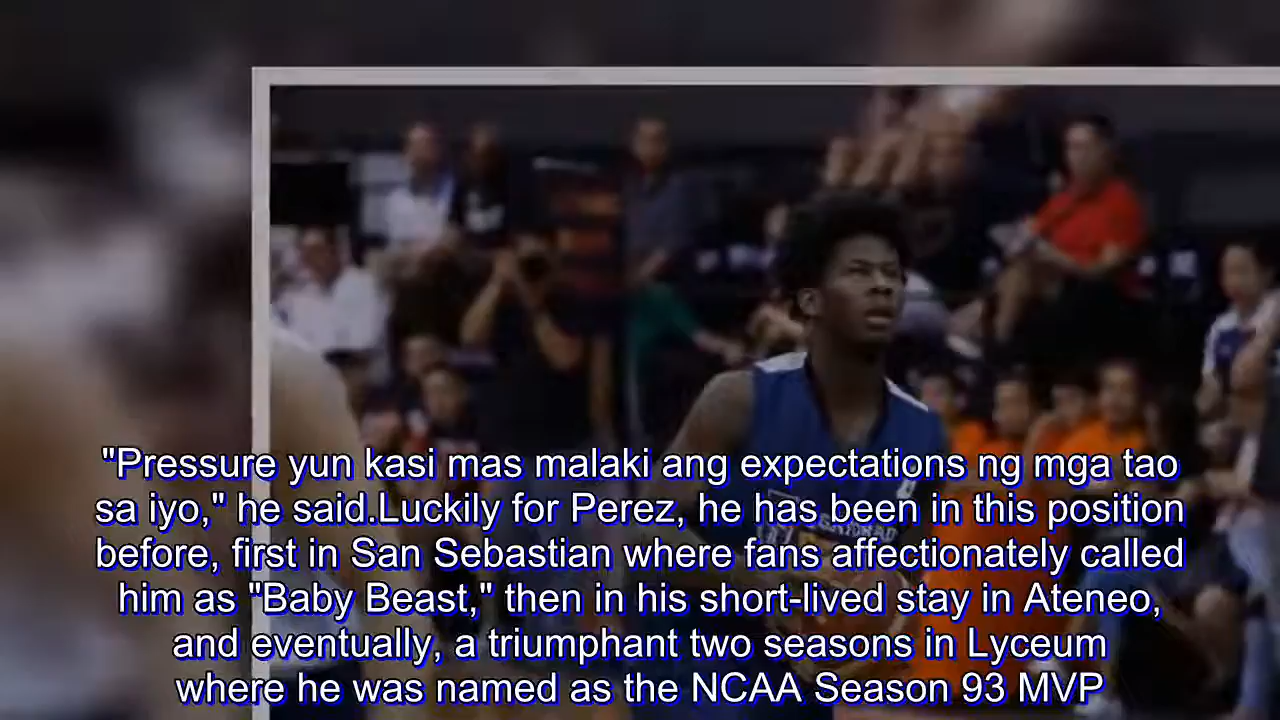 "Pressure yun kasi mas malaki ang expectations ng mga tao
sa iyo," he said.Luckily for Perez, he has been in this position
before, first in San Sebastian where fans affectionately called
him as "Baby Beast," then in his short-lived stay in Ateneo,
and eventually, a triumphant two seasons in Lyceum
where he was named as the NCAA Season 93 MVP